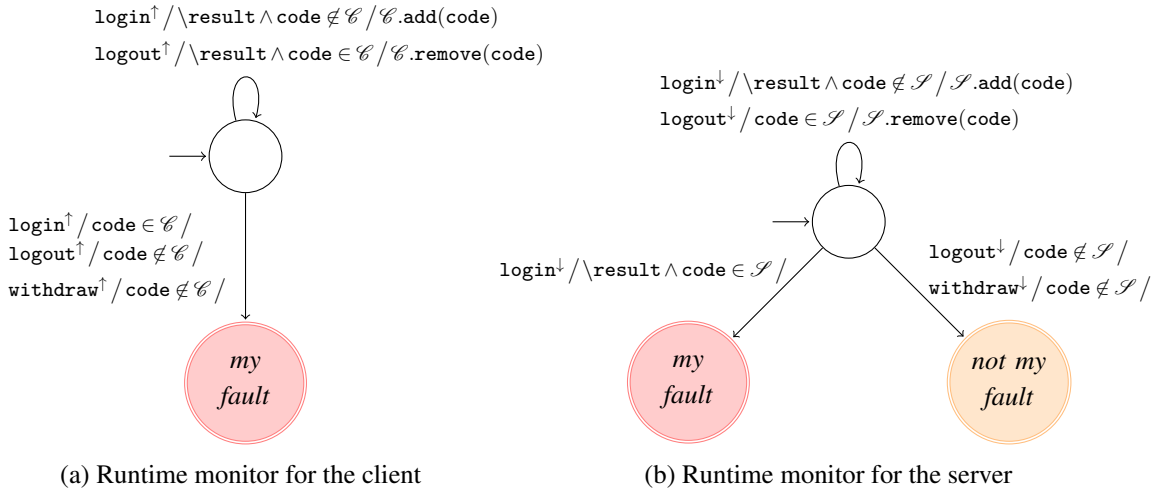 login↑ / \result ∧ code ∉ 𝒞 / 𝒞.add(code)
logout↑ / \result ∧ code ∈ 𝒞 / 𝒞.remove(code)
login↑ / code ∈ 𝒞 /
logout↑ / code ∉ 𝒞 /
withdraw↑ / code ∉ 𝒞 /
my
fault
(a) Runtime monitor for the client
login↓ / \result ∧ code ∉ 𝒮 / 𝒮.add(code)
logout↓ / code ∈ 𝒮 / 𝒮.remove(code)
login↓ / \result ∧ code ∈ 𝒮 /
logout↓ / code ∉ 𝒮 /
withdraw↓ / code ∉ 𝒮 /
my
fault
not my
fault
(b) Runtime monitor for the server